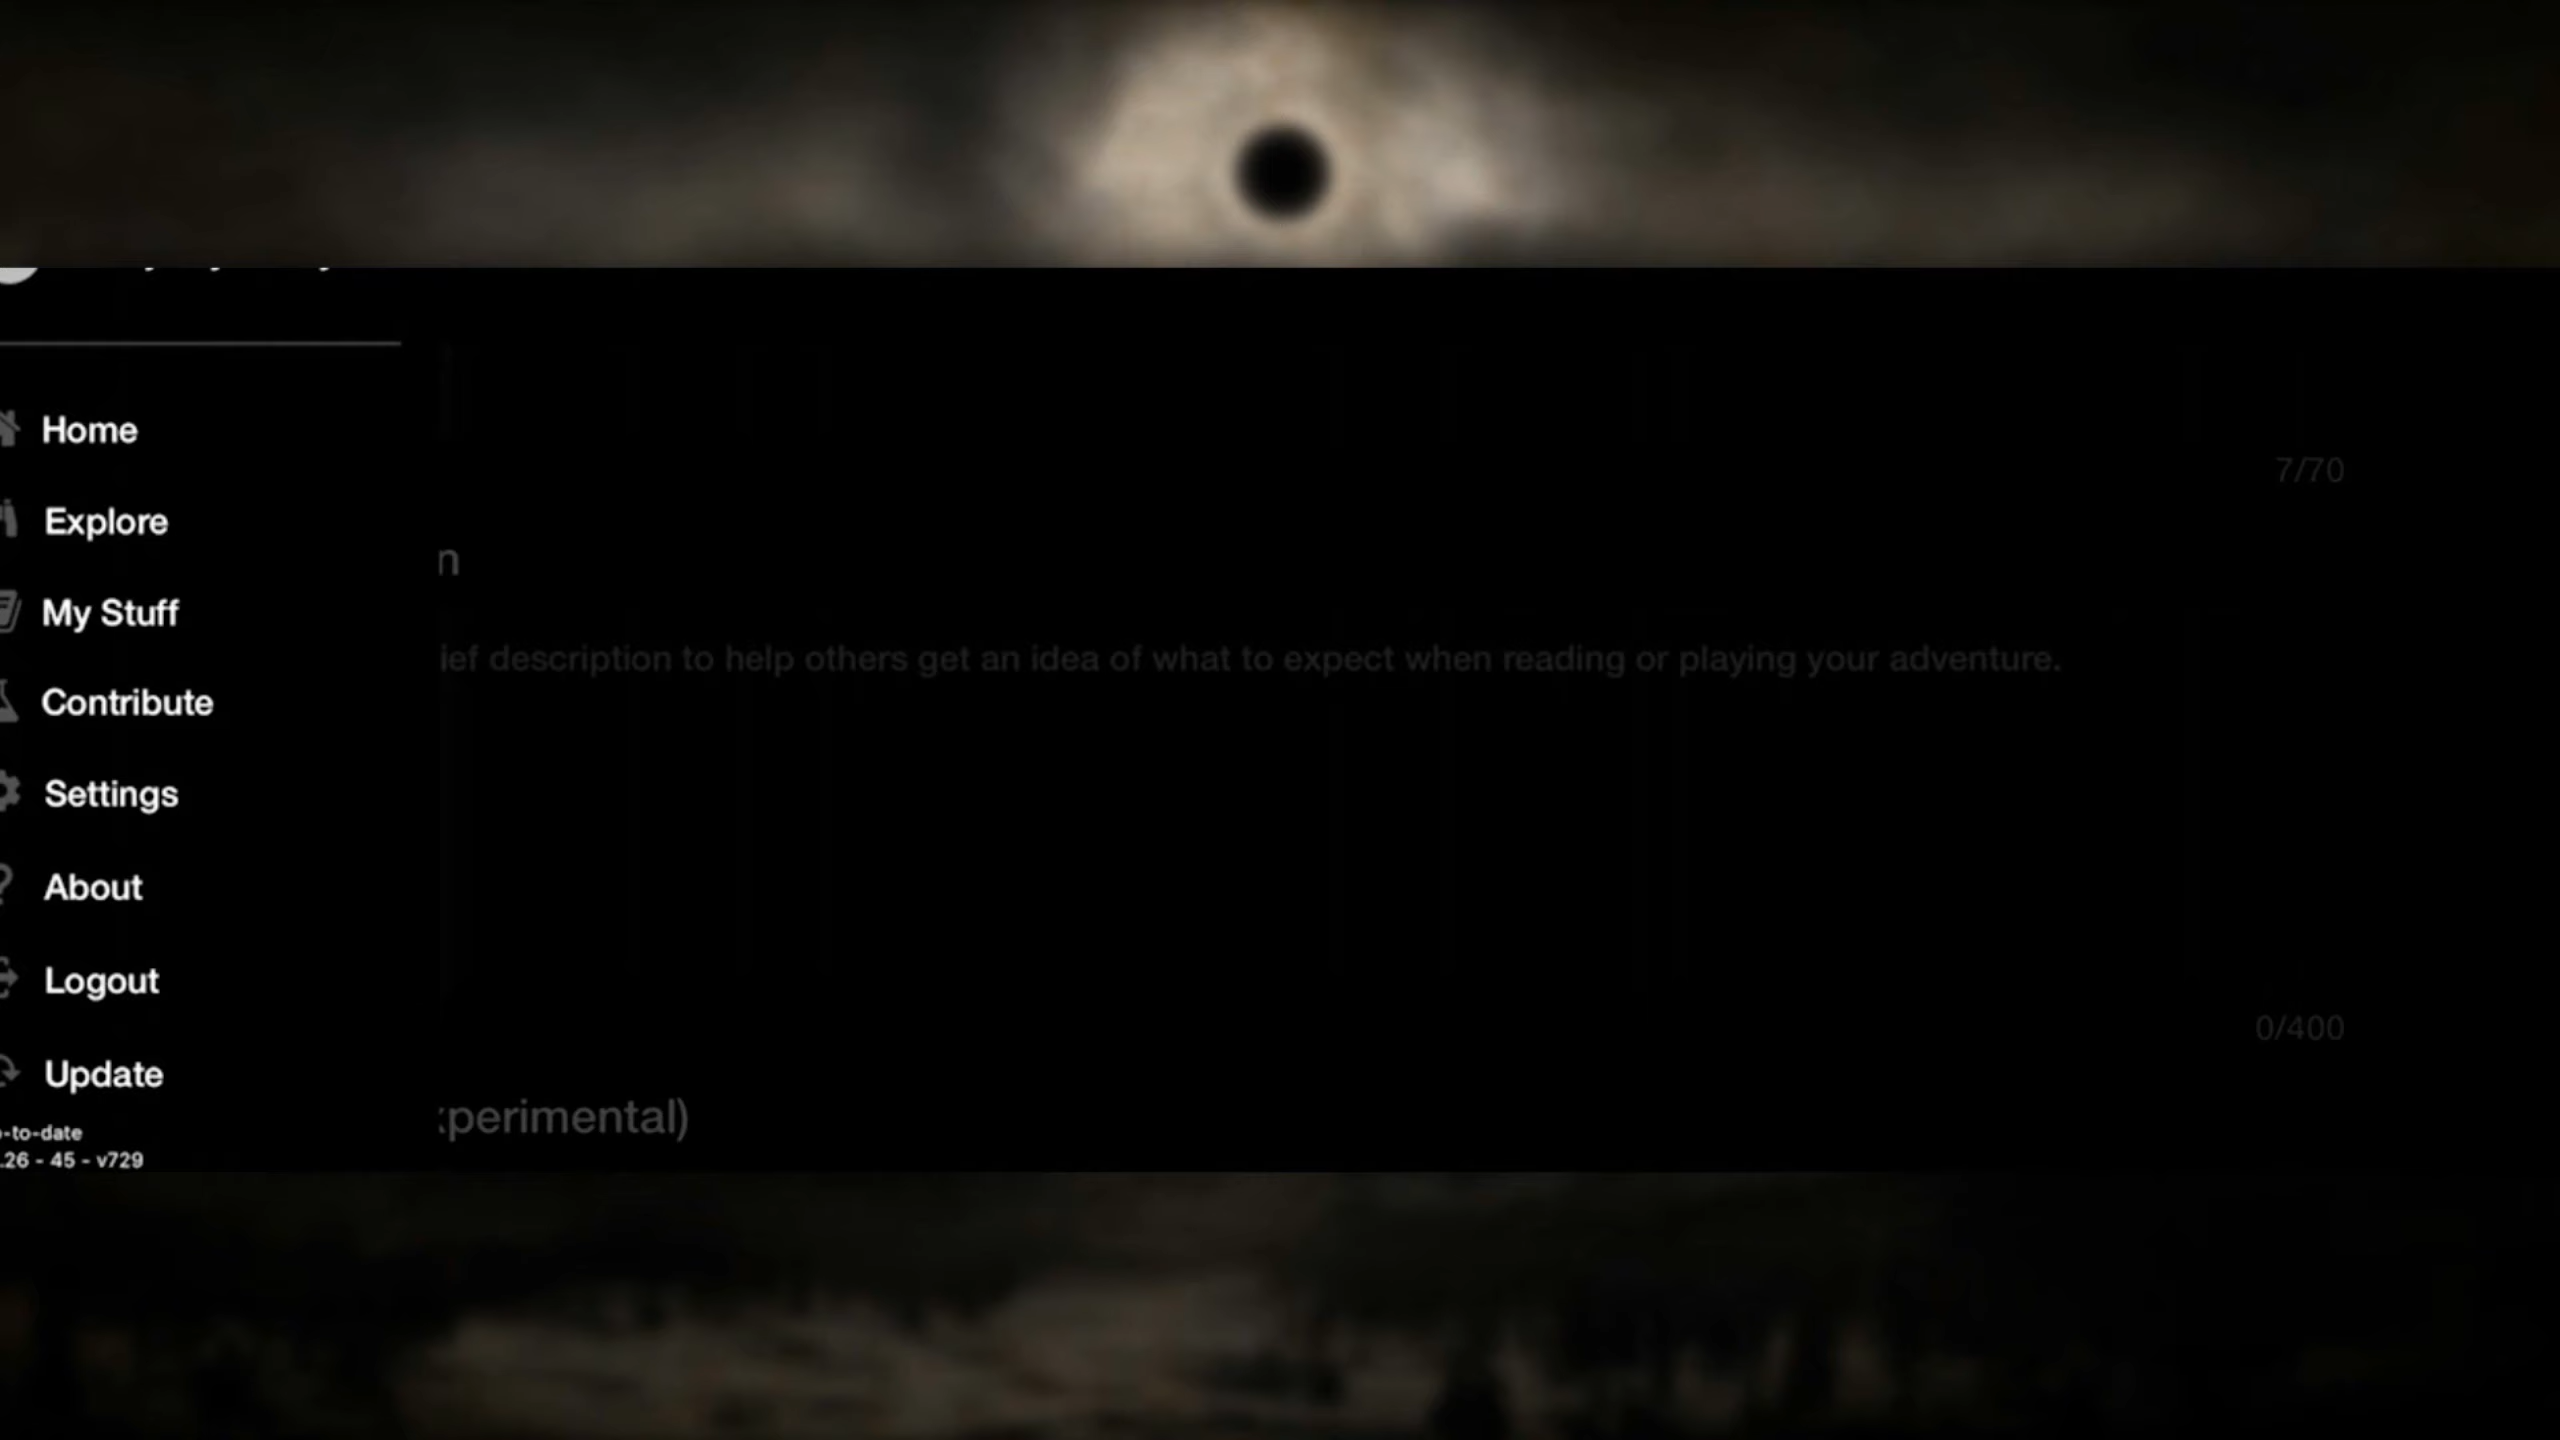 Home
7/70
Explore
n
My Stuff
ief description to help others get an idea of what to expect when reading or playing your adventure.
Contribute
Settings
About
Logout
0/400
Update
xperimental)
-to-date
.26 - 45 - v729